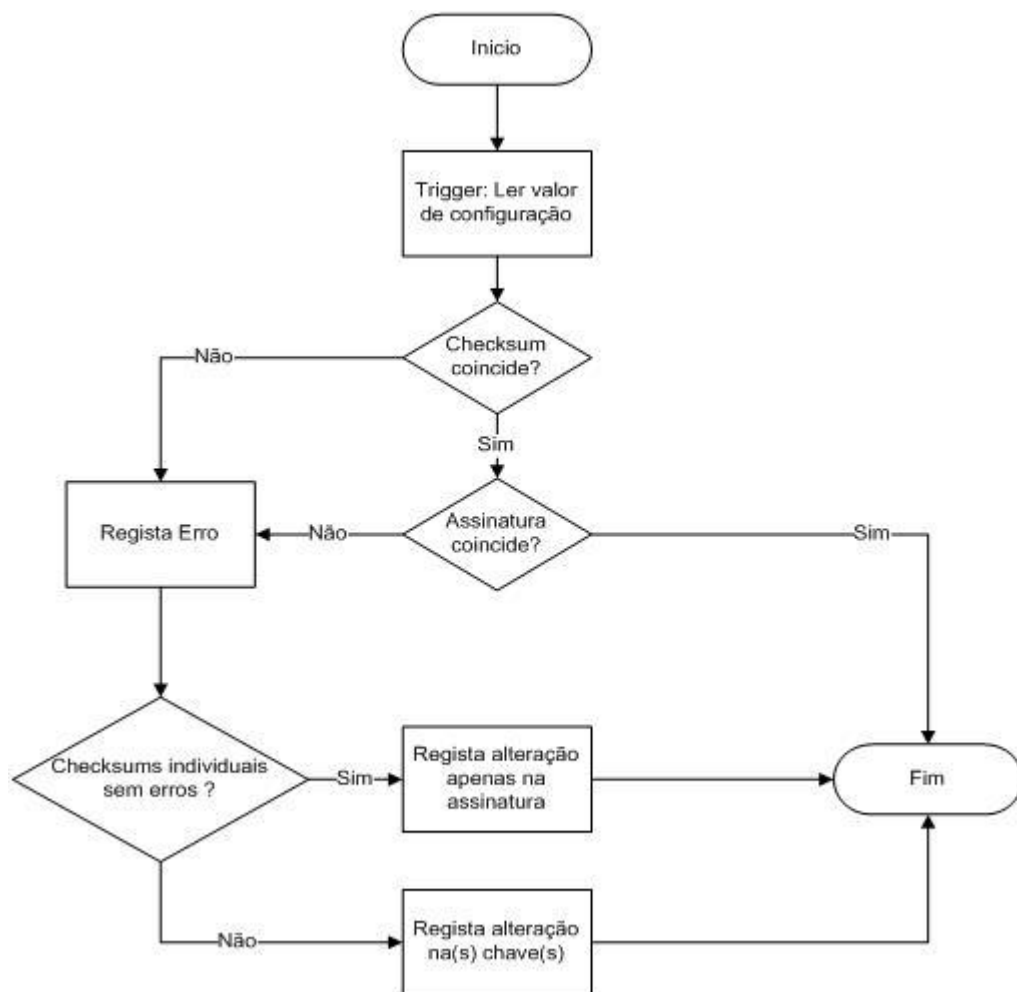 Inicio
Trigger: Ler valor
de configuração
Checksum
coincide?
Não
Sim
Regista Erro
Não
Assinatura
coincide?
Sim
Checksums individuais
sem erros ?
Sim
Regista alteração
apenas na
assinatura
Fim
Não
Regista alteração
na(s) chave(s)